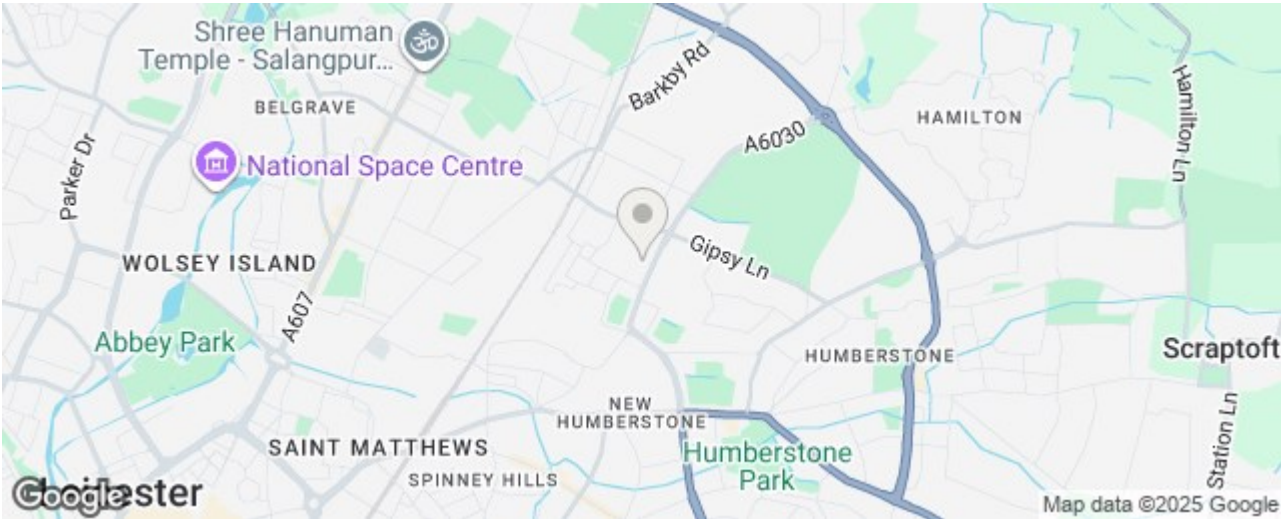 Shree Hanuman
Temple - Salangpur...
Barkby Rd
BELGRAVE
HAMILTON
A6030
Hamilton Ln
National Space Centre
Parker Dr
Gipsy Ln
WOLSEY ISLAND
A607
Abbey Park
HUMBERSTONE
Scraptoft
NEW
HUMBERSTONE
SAINT MATTHEWS
Humberstone
Park
SPINNEY HILLS
Station Ln
Google
Map data ©2025 Google